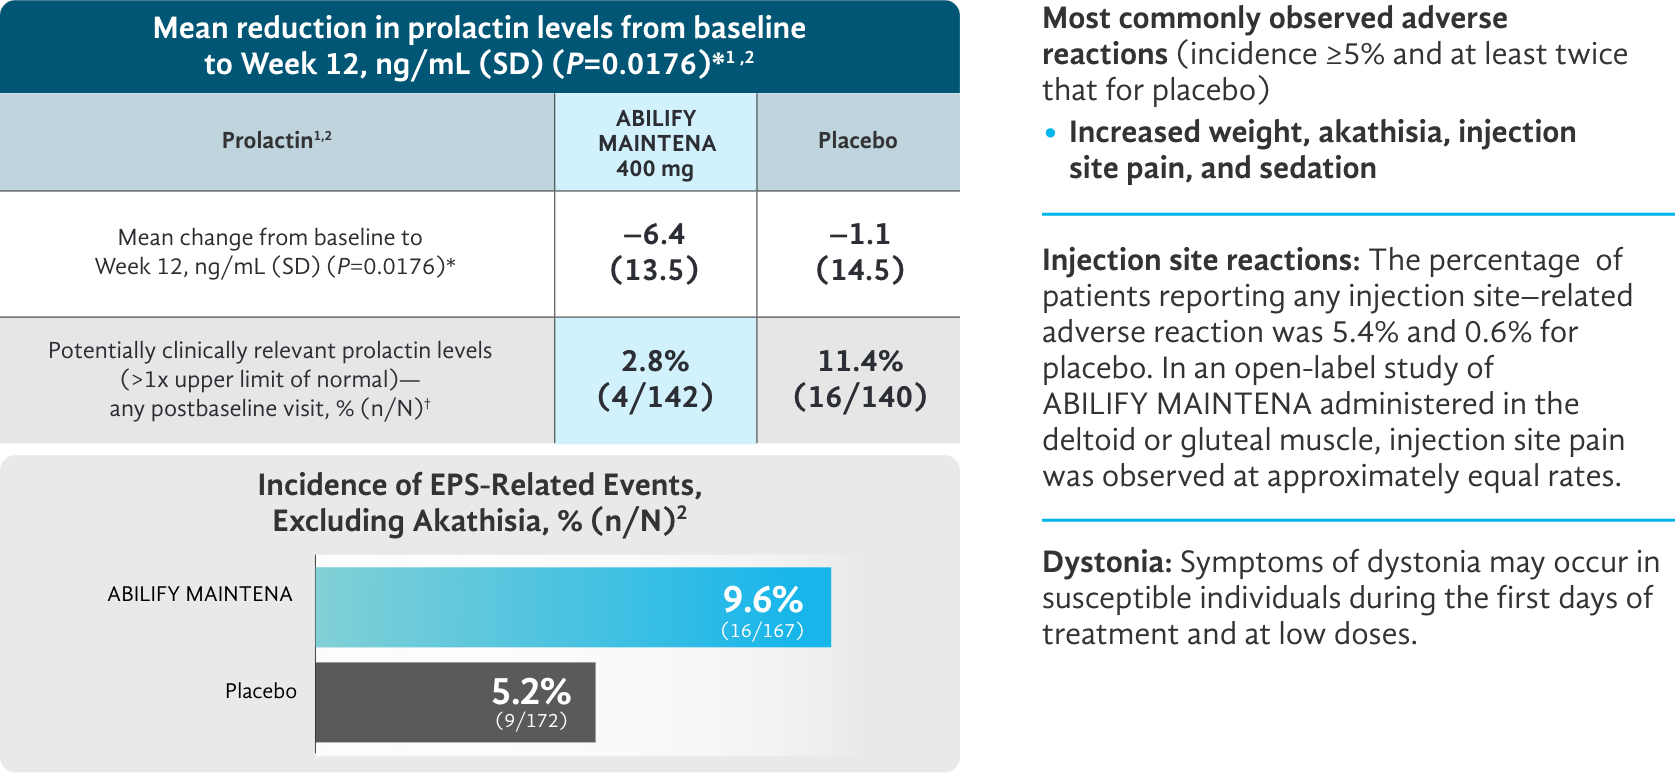 Mean reduction in prolactin levels from baseline
to Week 12, ng/mL (SD) (P=0.0176)*1,2
Prolactin1,2
ABILIFY
MAINTENA
400 mg
Placebo
Mean change from baseline to
Week 12, ng/mL (SD) (P=0.0176)*
–6.4
(13.5)
–1.1
(14.5)
Potentially clinically relevant prolactin levels
(>1x upper limit of normal)—
any postbaseline visit, % (n/N)†
2.8%
(4/142)
11.4%
(16/140)
Incidence of EPS-Related Events,
Excluding Akathisia, % (n/N)2
ABILIFY MAINTENA
9.6%
(16/167)
Placebo
5.2%
(9/172)
Most commonly observed adverse
reactions (incidence ≥5% and at least twice
that for placebo)
• Increased weight, akathisia, injection
site pain, and sedation
Injection site reactions: The percentage of
patients reporting any injection site–related
adverse reaction was 5.4% and 0.6% for
placebo. In an open-label study of
ABILIFY MAINTENA administered in the
deltoid or gluteal muscle, injection site pain
was observed at approximately equal rates.
Dystonia: Symptoms of dystonia may occur in
susceptible individuals during the first days of
treatment and at low doses.